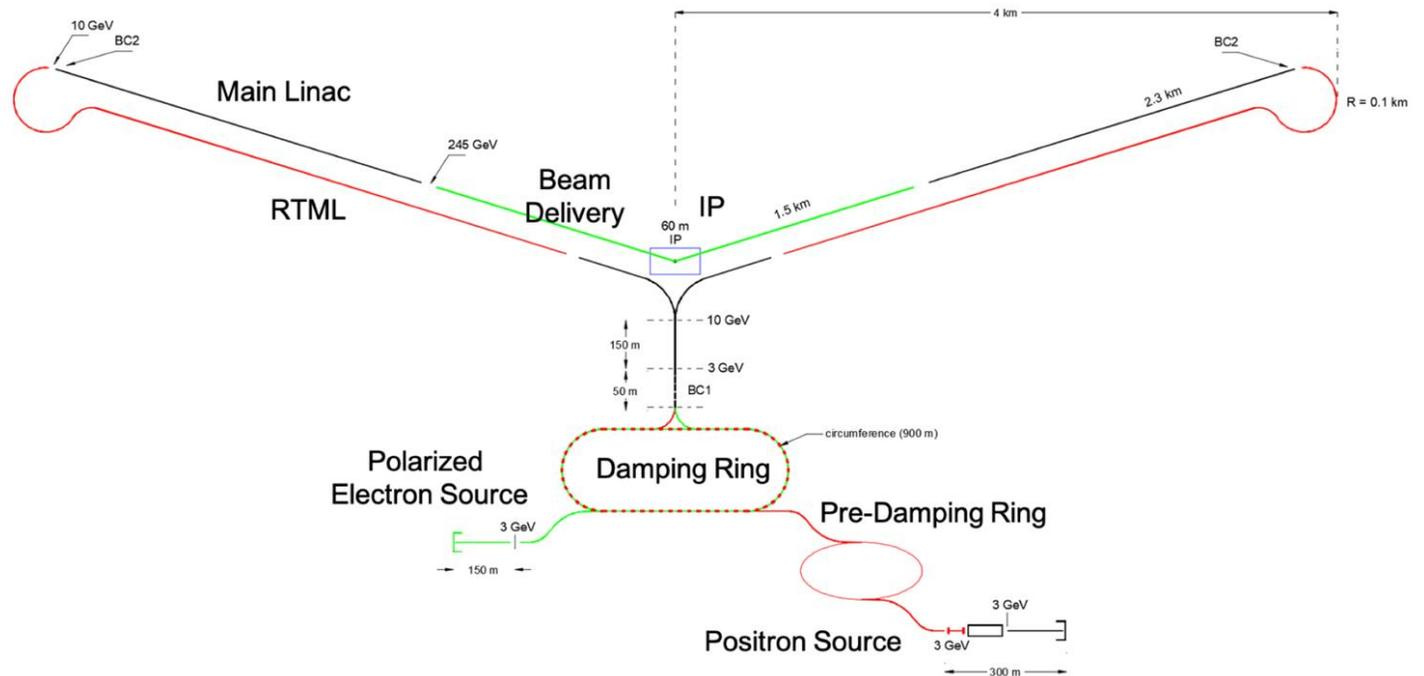 4 km
10 GeV
BC2
BC2
Main Linac
2.3 km
R = 0.1 km
245 GeV
Beam
Delivery
IP
1.5 km
RTML
60 m
IP
10 GeV
150 m
3 GeV
50 m
BC1
circumference (900 m)
Damping Ring
Polarized
Electron Source
Pre-Damping Ring
3 GeV
150 m
3 GeV
Positron Source
3 GeV
300 m